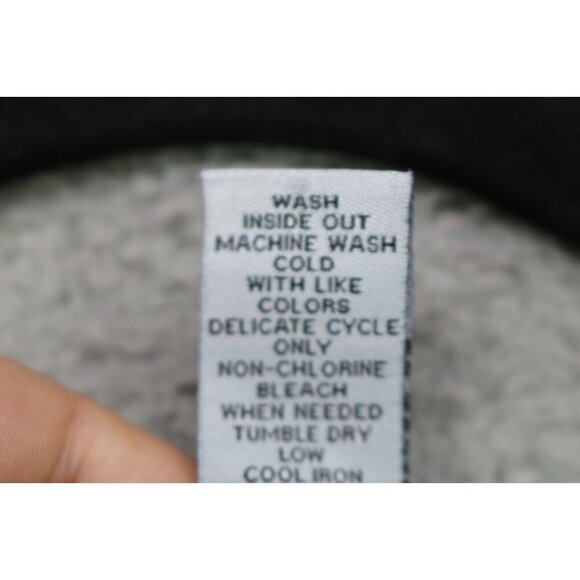 WASH
INSIDE OUT
MACHINE WASH
COLD
WITH LIKE
COLORS
DELICATE CYCLE
ONLY
NON-CHLORINE
BLEACH
WHEN NEEDED
TUMBLE DRY
LOW
COOL IRON